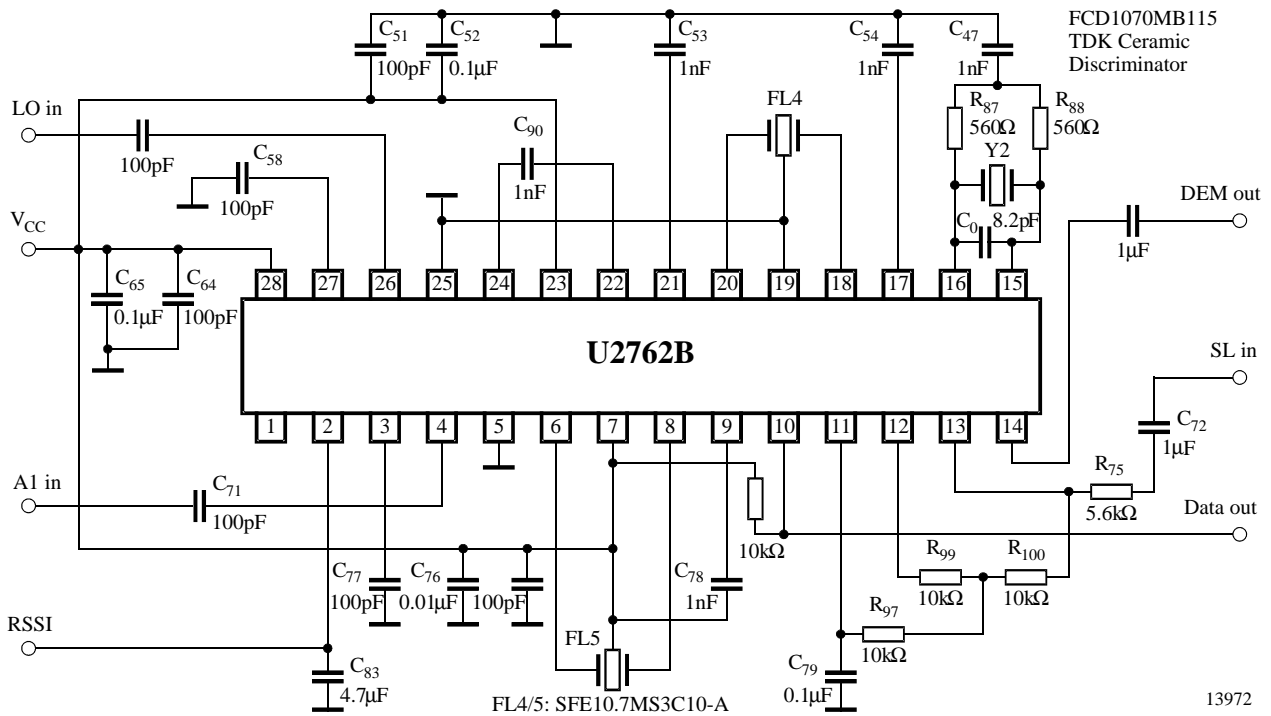 C51
100pF
C52
0.1µF
C53
1nF
C54
1nF
C47
1nF
FCD1070MB115
TDK Ceramic
Discriminator
LO in
100pF
C58
100pF
C90
1nF
FL4
R87
560Ω
R88
560Ω
Y2
C0
8.2pF
DEM out
1µF
VCC
C65
0.1µF
C64
100pF
28
27
26
25
24
23
22
21
20
19
18
17
16
15
U2762B
SL in
1
2
3
4
5
6
7
8
9
10
11
12
13
14
C72
1µF
A1 in
C71
100pF
R75
5.6kΩ
Data out
10kΩ
C77
100pF
C76
0.01µF
100pF
C78
1nF
R99
10kΩ
R100
10kΩ
R97
10kΩ
RSSI
C83
4.7µF
FL5
C79
0.1µF
FL4/5: SFE10.7MS3C10-A
13972